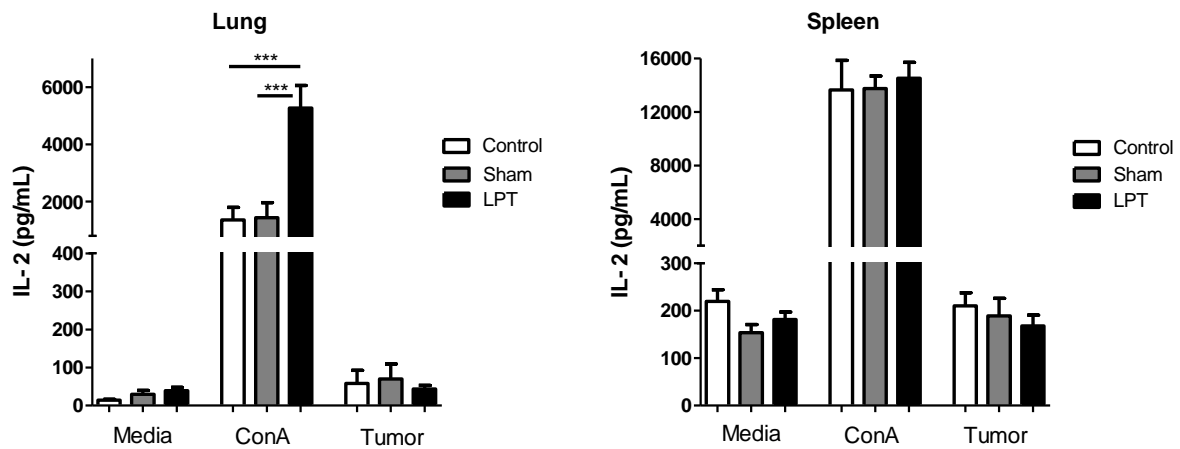 Lung
IL- 2 (pg/mL)
6000
4000
2000
400
300
200
100
0
***
***
Media
ConA
Tumor
Control
Sham
LPT
Spleen
IL- 2 (pg/mL)
16000
12000
8000
4000
300
200
100
0
Media
ConA
Tumor
Control
Sham
LPT